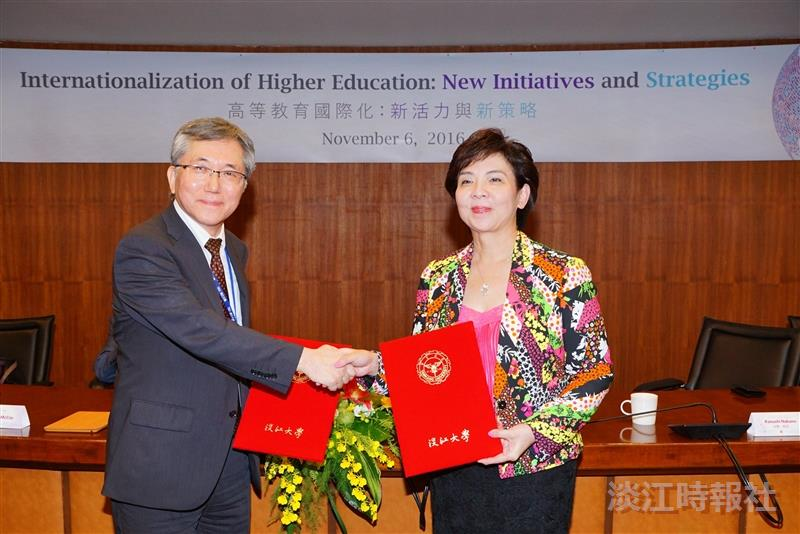 Internationalization of Higher Education: New Initiatives and Strategies
高等教育國際化：新活力與新策略
November 6, 2016
淡江大學
淡江大學
淡江時報社